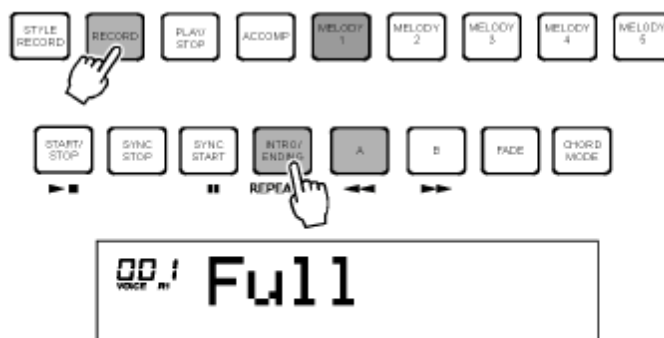 STYLE RECORD RECORD PLAY/ STOP ACCOMP MELODY 1 MELODY 2 MELODY 3 MELODY 4 MELODY 5
START/ STOP SYNC STOP SYNC START INTRO/ ENDING A B FADE CHORD MODE
REPEA
001 Full
VOICE R1